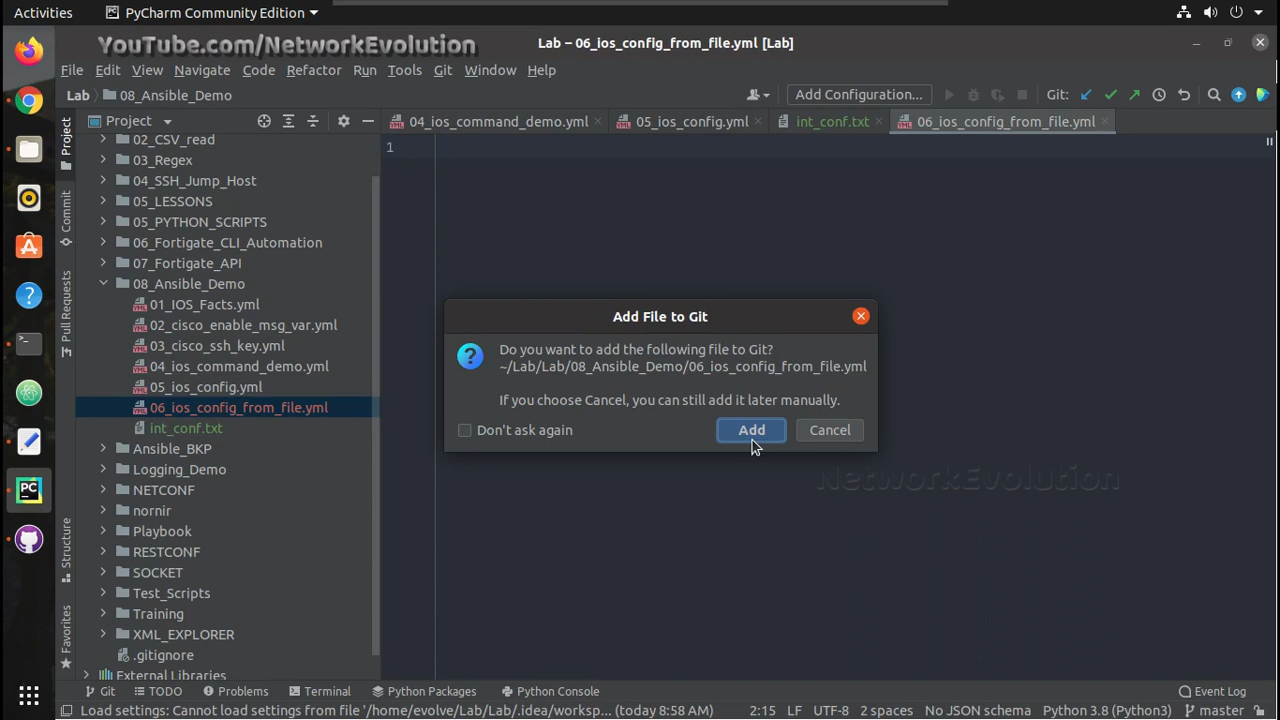 Activities
PyCharm Community Edition
YouTube.com/NetworkEvolution
Lab – 06_ios_config_from_file.yml [Lab]
File Edit View Navigate Code Refactor Run Tools Git Window Help
Lab 08_Ansible_Demo
Add Configuration...
Git:
Project
04_ios_command_demo.yml
05_ios_config.yml
int_conf.txt
06_ios_config_from_file.yml
1
Project
Commit
Pull Requests
Structure
Favorites
02_CSV_read
03_Regex
04_SSH_Jump_Host
05_LESSONS
05_PYTHON_SCRIPTS
06_Fortigate_CLI_Automation
07_Fortigate_API
08_Ansible_Demo
01_IOS_Facts.yml
02_cisco_enable_msg_var.yml
03_cisco_ssh_key.yml
04_ios_command_demo.yml
05_ios_config.yml
06_ios_config_from_file.yml
int_conf.txt
Ansible_BKP
Logging_Demo
NETCONF
nornir
Playbook
RESTCONF
SOCKET
Test_Scripts
Training
XML_EXPLORER
.gitignore
External Libraries
Add File to Git
Do you want to add the following file to Git?
~/Lab/Lab/08_Ansible_Demo/06_ios_config_from_file.yml
If you choose Cancel, you can still add it later manually.
Don't ask again
Add
Cancel
NetworkEvolution
Git TODO Problems Terminal Python Packages Python Console Event Log
Load settings: Cannot load settings from file '/home/evolve/Lab/Lab/.idea/worksp... (today 8:58 AM) 2:15 LF UTF-8 2 spaces No JSON schema Python 3.8 (Python3) master